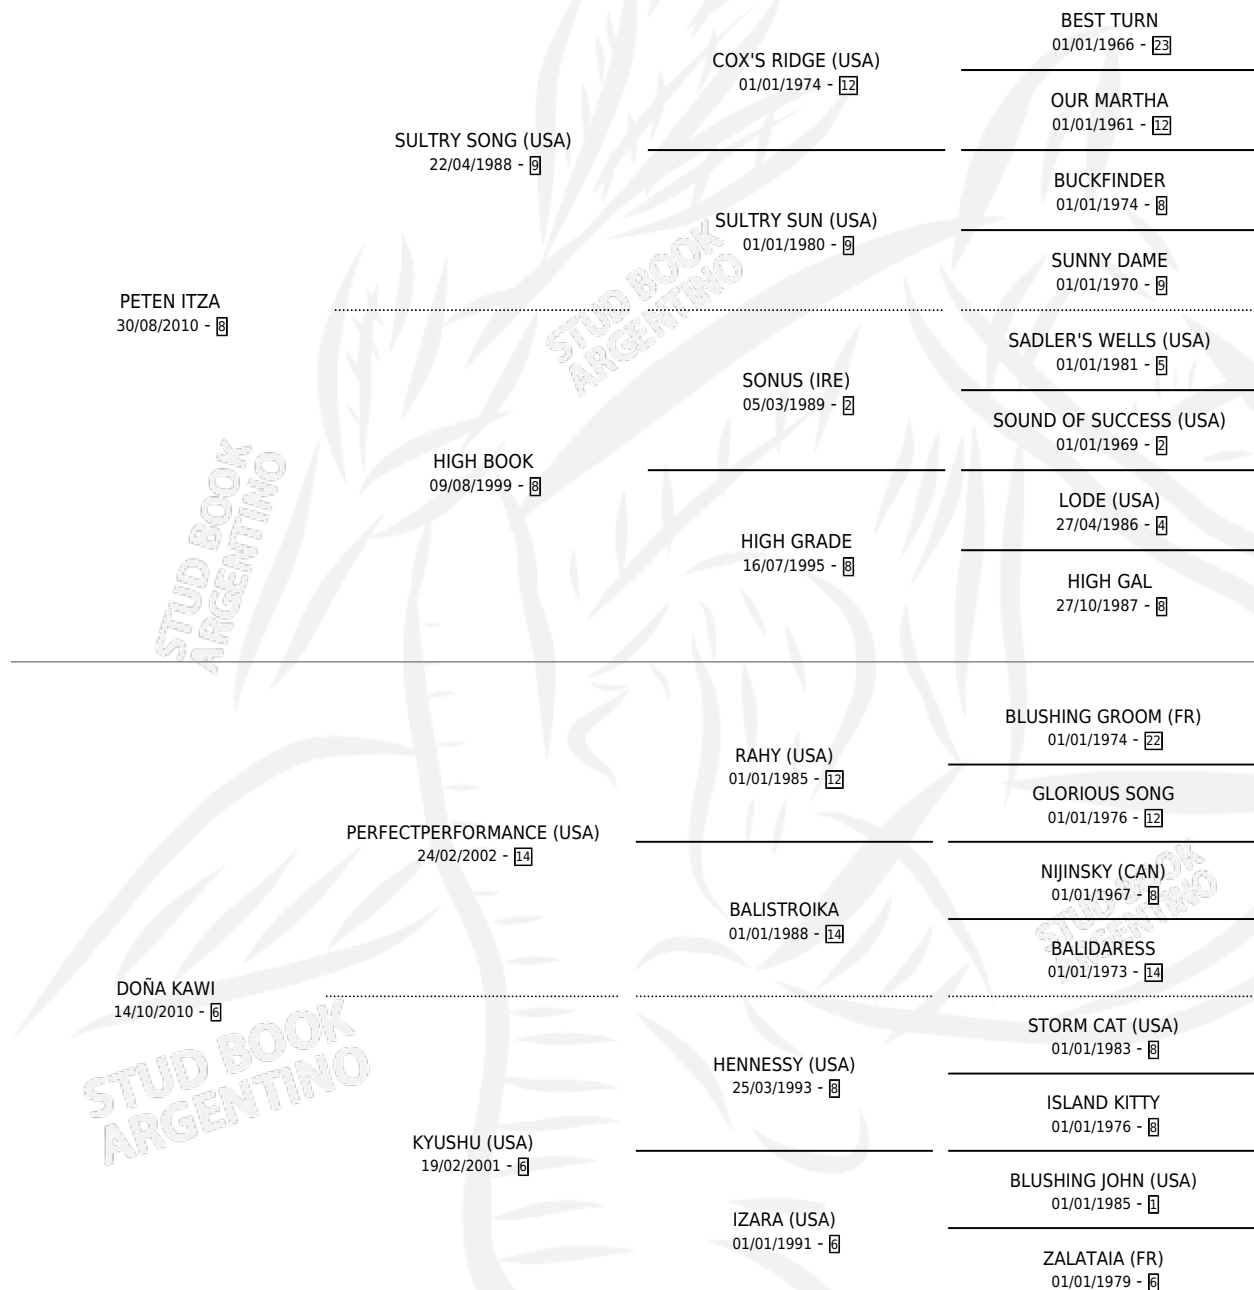 BEST TURN
01/01/1966 - 23
COX'S RIDGE (USA)
01/01/1974 - 12
OUR MARTHA
01/01/1961 - 12
SULTRY SONG (USA)
22/04/1988 - 9
BUCKFINDER
01/01/1974 - 8
SULTRY SUN (USA)
01/01/1980 - 9
SUNNY DAME
01/01/1970 - 9
PETEN ITZA
30/08/2010 - 8
SADLER'S WELLS (USA)
01/01/1981 - 5
SONUS (IRE)
05/03/1989 - 2
SOUND OF SUCCESS (USA)
01/01/1969 - 2
HIGH BOOK
09/08/1999 - 8
LODE (USA)
27/04/1986 - 4
HIGH GRADE
16/07/1995 - 8
HIGH GAL
27/10/1987 - 8
BLUSHING GROOM (FR)
01/01/1974 - 22
RAHY (USA)
01/01/1985 - 12
GLORIOUS SONG
01/01/1976 - 12
PERFECTPERFORMANCE (USA)
24/02/2002 - 14
NIJINSKY (CAN)
01/01/1967 - 8
BALISTROIKA
01/01/1988 - 14
BALIDARESS
01/01/1973 - 14
DOÑA KAWI
14/10/2010 - 6
STORM CAT (USA)
01/01/1983 - 8
HENNESSY (USA)
25/03/1993 - 8
ISLAND KITTY
01/01/1976 - 8
KYUSHU (USA)
19/02/2001 - 6
BLUSHING JOHN (USA)
01/01/1985 - 1
IZARA (USA)
01/01/1991 - 6
ZALATAIA (FR)
01/01/1979 - 6
STUD BOOK
ARGENTINO
STUD BOOK
ARGENTINO
STUD BOOK
ARGENTINO
STUD BOOK
ARGENTINO